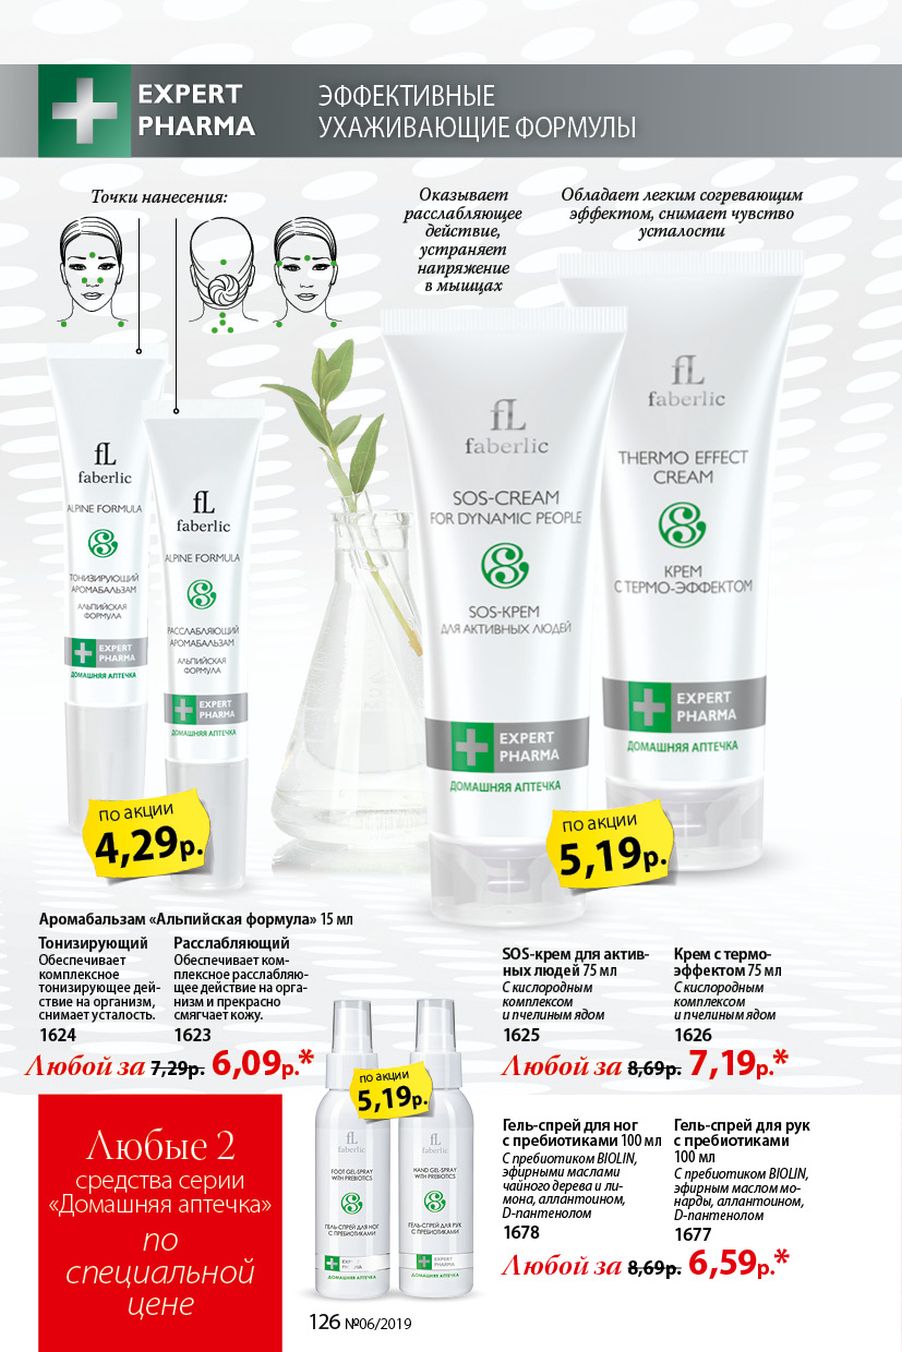 EXPERT
PHARMA
ЭФФЕКТИВНЫЕ
УХАЖИВАЮЩИЕ ФОРМУЛЫ
Точки нанесения:
Оказывает
расслабляющее
действие,
устраняет
напряжение
в мышцах
Обладает легким согревающим
эффектом, снимает чувство
усталости
fL
faberlic
ALPINE FORMULA
ТОНИЗИРУЮЩИЙ
АРОМАБАЛЬЗАМ
АЛЬПИЙСКАЯ
ФОРМУЛА
EXPERT
PHARMA
ДОМАШНЯЯ АПТЕЧКА
fL
faberlic
ALPINE FORMULA
РАССЛАБЛЯЮЩИЙ
АРОМАБАЛЬЗАМ
АЛЬПИЙСКАЯ
ФОРМУЛА
EXPERT
PHARMA
ДОМАШНЯЯ АПТЕЧКА
fL
faberlic
SOS-CREAM
FOR DYNAMIC PEOPLE
SOS-КРЕМ
ДЛЯ АКТИВНЫХ ЛЮДЕЙ
EXPERT
PHARMA
ДОМАШНЯЯ АПТЕЧКА
fL
faberlic
THERMO EFFECT
CREAM
КРЕМ
С ТЕРМО-ЭФФЕКТОМ
EXPERT
PHARMA
ДОМАШНЯЯ АПТЕЧКА
по акции
4,29р.
по акции
5,19р.
Аромабальзам «Альпийская формула» 15 мл
Тонизирующий
Обеспечивает
комплексное
тонизирующее дей-
ствие на организм,
снимает усталость.
1624
Расслабляющий
Обеспечивает ком-
плексное расслабляю-
щее действие на орга-
низм и прекрасно
смягчает кожу.
1623
Любой за 7,29р. 6,09р.*
SOS-крем для актив-
ных людей 75 мл
С кислородным
комплексом
и пчелиным ядом
1625
Крем с термо-
эффектом 75 мл
С кислородным
комплексом
и пчелиным ядом
1626
Любой за 8,69р. 7,19р.*
по акции
5,19р.
fL
faberlic
FOOT GEL-SPRAY
WITH PREBIOTICS
ГЕЛЬ-СПРЕЙ ДЛЯ НОГ
С ПРЕБИОТИКАМИ
EXPERT
PHARMA
ДОМАШНЯЯ АПТЕЧКА
fL
faberlic
HAND GEL-SPRAY
WITH PREBIOTICS
ГЕЛЬ-СПРЕЙ ДЛЯ РУК
С ПРЕБИОТИКАМИ
EXPERT
PHARMA
ДОМАШНЯЯ АПТЕЧКА
Гель-спрей для ног
с пребиотиками 100 мл
С пребиотиком BIOLIN,
эфирными маслами
чайного дерева и ли-
мона, аллантоином,
D-пантенолом
1678
Гель-спрей для рук
с пребиотиками
100 мл
С пребиотиком BIOLIN,
эфирным маслом мо-
нарды, аллантоином,
D-пантенолом
1677
Любой за 8,69р. 6,59р.*
Любые 2
средства серии
«Домашняя аптечка»
по
специальной
цене
126 №06/2019